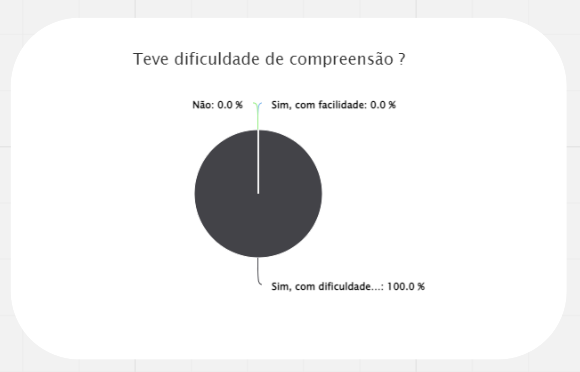 Teve dificuldade de compreensão ?
Não: 0.0 %
Sim, com facilidade: 0.0 %
Sim, com dificuldade...: 100.0 %